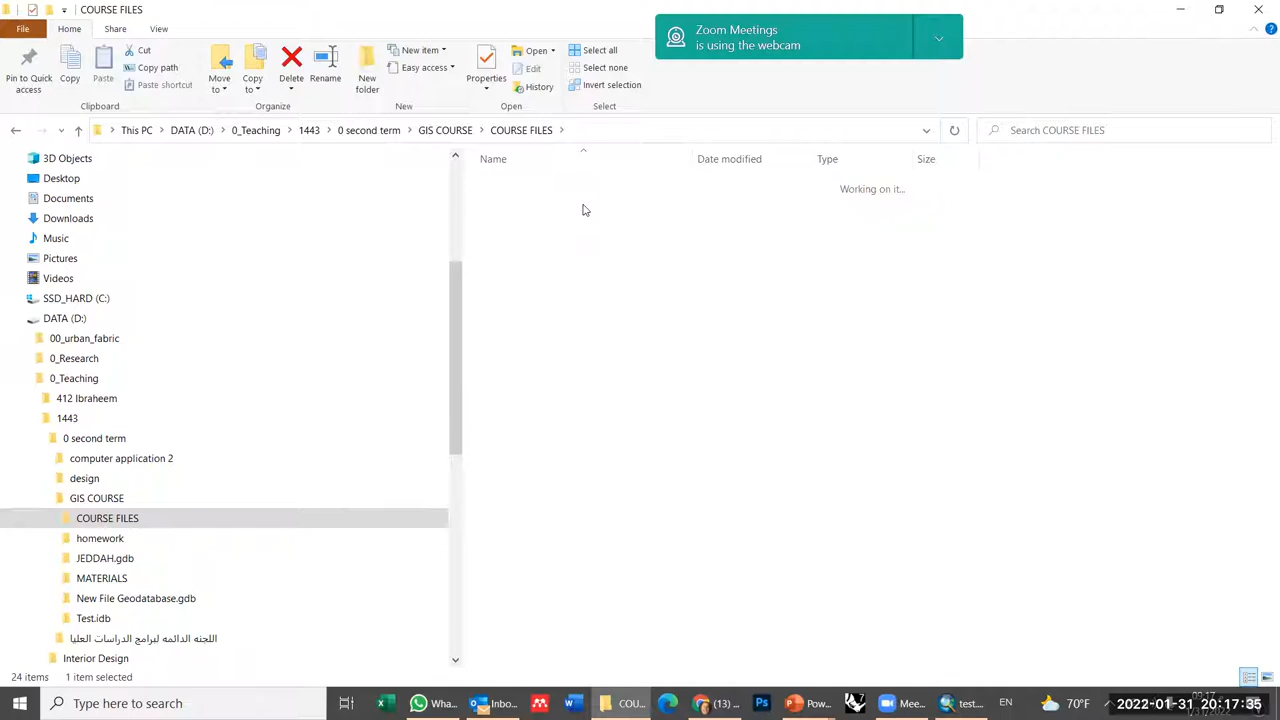 COURSE FILES
File
Home
Share
View
Zoom Meetings
is using the webcam
Pin to Quick
access
Copy
Paste
Cut
Copy path
Paste shortcut
Move
to
Copy
to
Delete
Rename
New
folder
New item
Easy access
Properties
Open
Edit
History
Select all
Select none
Invert selection
Clipboard
Organize
New
Open
Select
This PC
DATA (D:)
0_Teaching
1443
0 second term
GIS COURSE
COURSE FILES
Search COURSE FILES
Name
Date modified
Type
Size
Working on it...
3D Objects
Desktop
Documents
Downloads
Music
Pictures
Videos
SSD_HARD (C:)
DATA (D:)
00_urban_fabric
0_Research
0_Teaching
412 Ibraheem
1443
0 second term
computer application 2
design
GIS COURSE
COURSE FILES
homework
JEDDAH.gdb
MATERIALS
New File Geodatabase.gdb
Test.idb
اللجنه الدائمه لبرامج الدراسات العليا
Interior Design
24 items
1 item selected
Type here to search
Wha...
Inbo...
COU...
(13) ...
Pow...
Mee...
test....
EN
70°F
2022-01-31 20:17:35